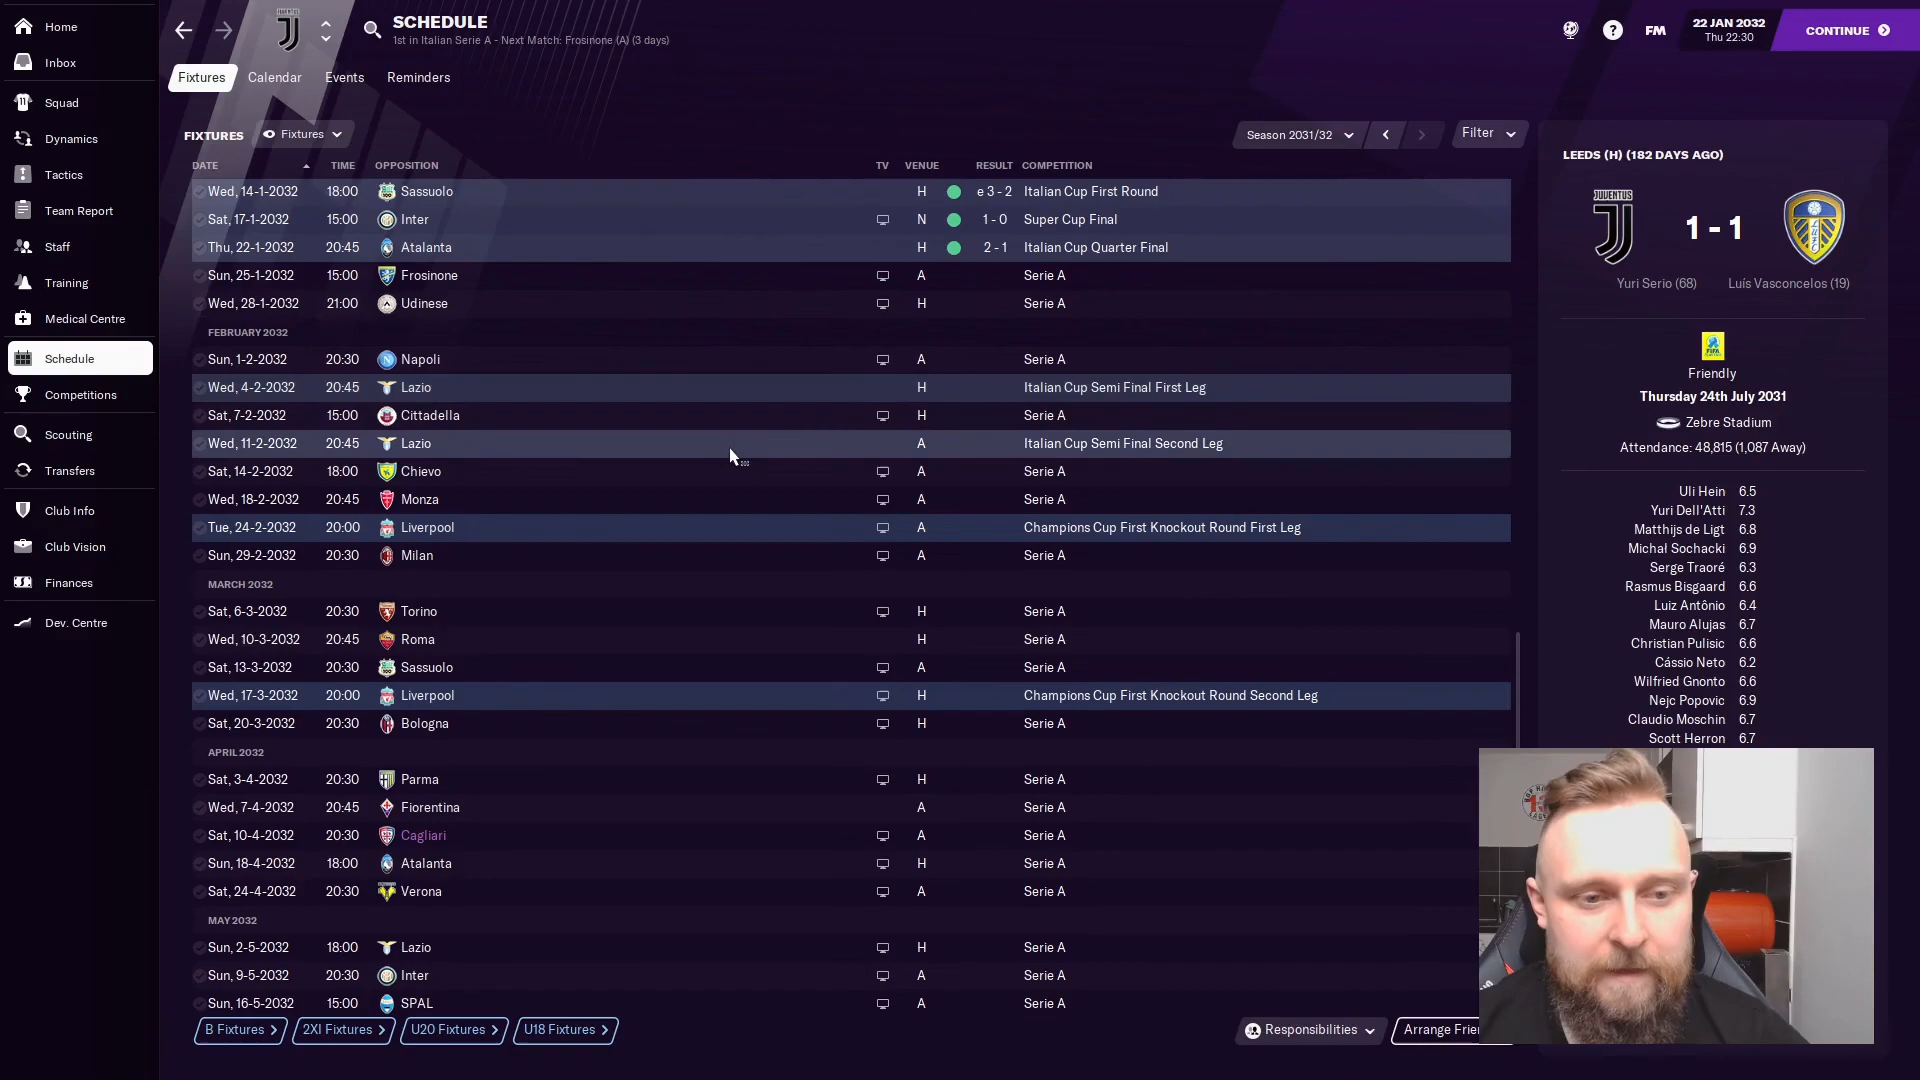 Home
Inbox
Squad
Dynamics
Tactics
Team Report
Staff
Training
Medical Centre
Schedule
Competitions
Scouting
Transfers
Club Info
Club Vision
Finances
Dev. Centre
SCHEDULE
1st in Italian Serie A - Next Match: Frosinone (A) (3 days)
FM
22 JAN 2032
Thu 22:30
CONTINUE
Fixtures Calendar Events Reminders
FIXTURES Fixtures Season 2031/32 Filter
DATE TIME OPPOSITION TV VENUE RESULT COMPETITION
Wed, 14-1-2032 18:00 Sassuolo H e 3 - 2 Italian Cup First Round
Sat, 17-1-2032 15:00 Inter N 1 - 0 Super Cup Final
Thu, 22-1-2032 20:45 Atalanta H 2 - 1 Italian Cup Quarter Final
Sun, 25-1-2032 15:00 Frosinone A Serie A
Wed, 28-1-2032 21:00 Udinese H Serie A
FEBRUARY 2032
Sun, 1-2-2032 20:30 Napoli A Serie A
Wed, 4-2-2032 20:45 Lazio H Italian Cup Semi Final First Leg
Sat, 7-2-2032 15:00 Cittadella H Serie A
Wed, 11-2-2032 20:45 Lazio A Italian Cup Semi Final Second Leg
Sat, 14-2-2032 18:00 Chievo A Serie A
Wed, 18-2-2032 20:45 Monza A Serie A
Tue, 24-2-2032 20:00 Liverpool A Champions Cup First Knockout Round First Leg
Sun, 29-2-2032 20:30 Milan A Serie A
MARCH 2032
Sat, 6-3-2032 20:30 Torino H Serie A
Wed, 10-3-2032 20:45 Roma H Serie A
Sat, 13-3-2032 20:30 Sassuolo A Serie A
Wed, 17-3-2032 20:00 Liverpool H Champions Cup First Knockout Round Second Leg
Sat, 20-3-2032 20:30 Bologna H Serie A
APRIL 2032
Sat, 3-4-2032 20:30 Parma H Serie A
Wed, 7-4-2032 20:45 Fiorentina A Serie A
Sat, 10-4-2032 20:30 Cagliari A Serie A
Sun, 18-4-2032 18:00 Atalanta H Serie A
Sat, 24-4-2032 20:30 Verona A Serie A
MAY 2032
Sun, 2-5-2032 18:00 Lazio H Serie A
Sun, 9-5-2032 20:30 Inter A Serie A
Sun, 16-5-2032 15:00 SPAL A Serie A
B Fixtures 2XI Fixtures U20 Fixtures U18 Fixtures Responsibilities Arrange Frien
LEEDS (H) (182 DAYS AGO)
JUVENTUS
1 - 1
Yuri Serio (68) Luís Vasconcelos (19)
Friendly
Thursday 24th July 2031
Zebre Stadium
Attendance: 48,815 (1,087 Away)
Uli Hein 6.5
Yuri Dell'Atti 7.3
Matthijs de Ligt 6.8
Michal Sochacki 6.9
Serge Traoré 6.3
Rasmus Bisgaard 6.6
Luiz Antônio 6.4
Mauro Alujas 6.7
Christian Pulisic 6.6
Cássio Neto 6.2
Wilfried Gnonto 6.6
Nejc Popovic 6.9
Claudio Moschin 6.7
Scott Herron 6.7